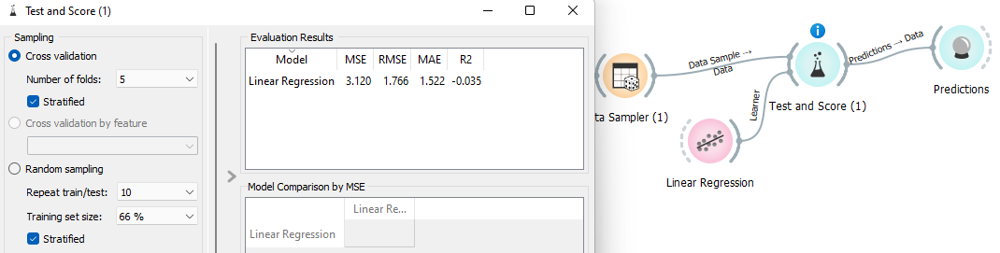 Test and Score (1)
Sampling
Cross validation
Number of folds: 5
Stratified
Cross validation by feature
Random sampling
Repeat train/test: 10
Training set size: 66 %
Stratified
Evaluation Results
Model MSE RMSE MAE R2
Linear Regression 3.120 1.766 1.522 -0.035
Model Comparison by MSE
Linear Re...
Linear Regression
ta Sampler (1)
Data Sample → Data
Learner
Linear Regression
Test and Score (1)
Predictions → Data
Predictions